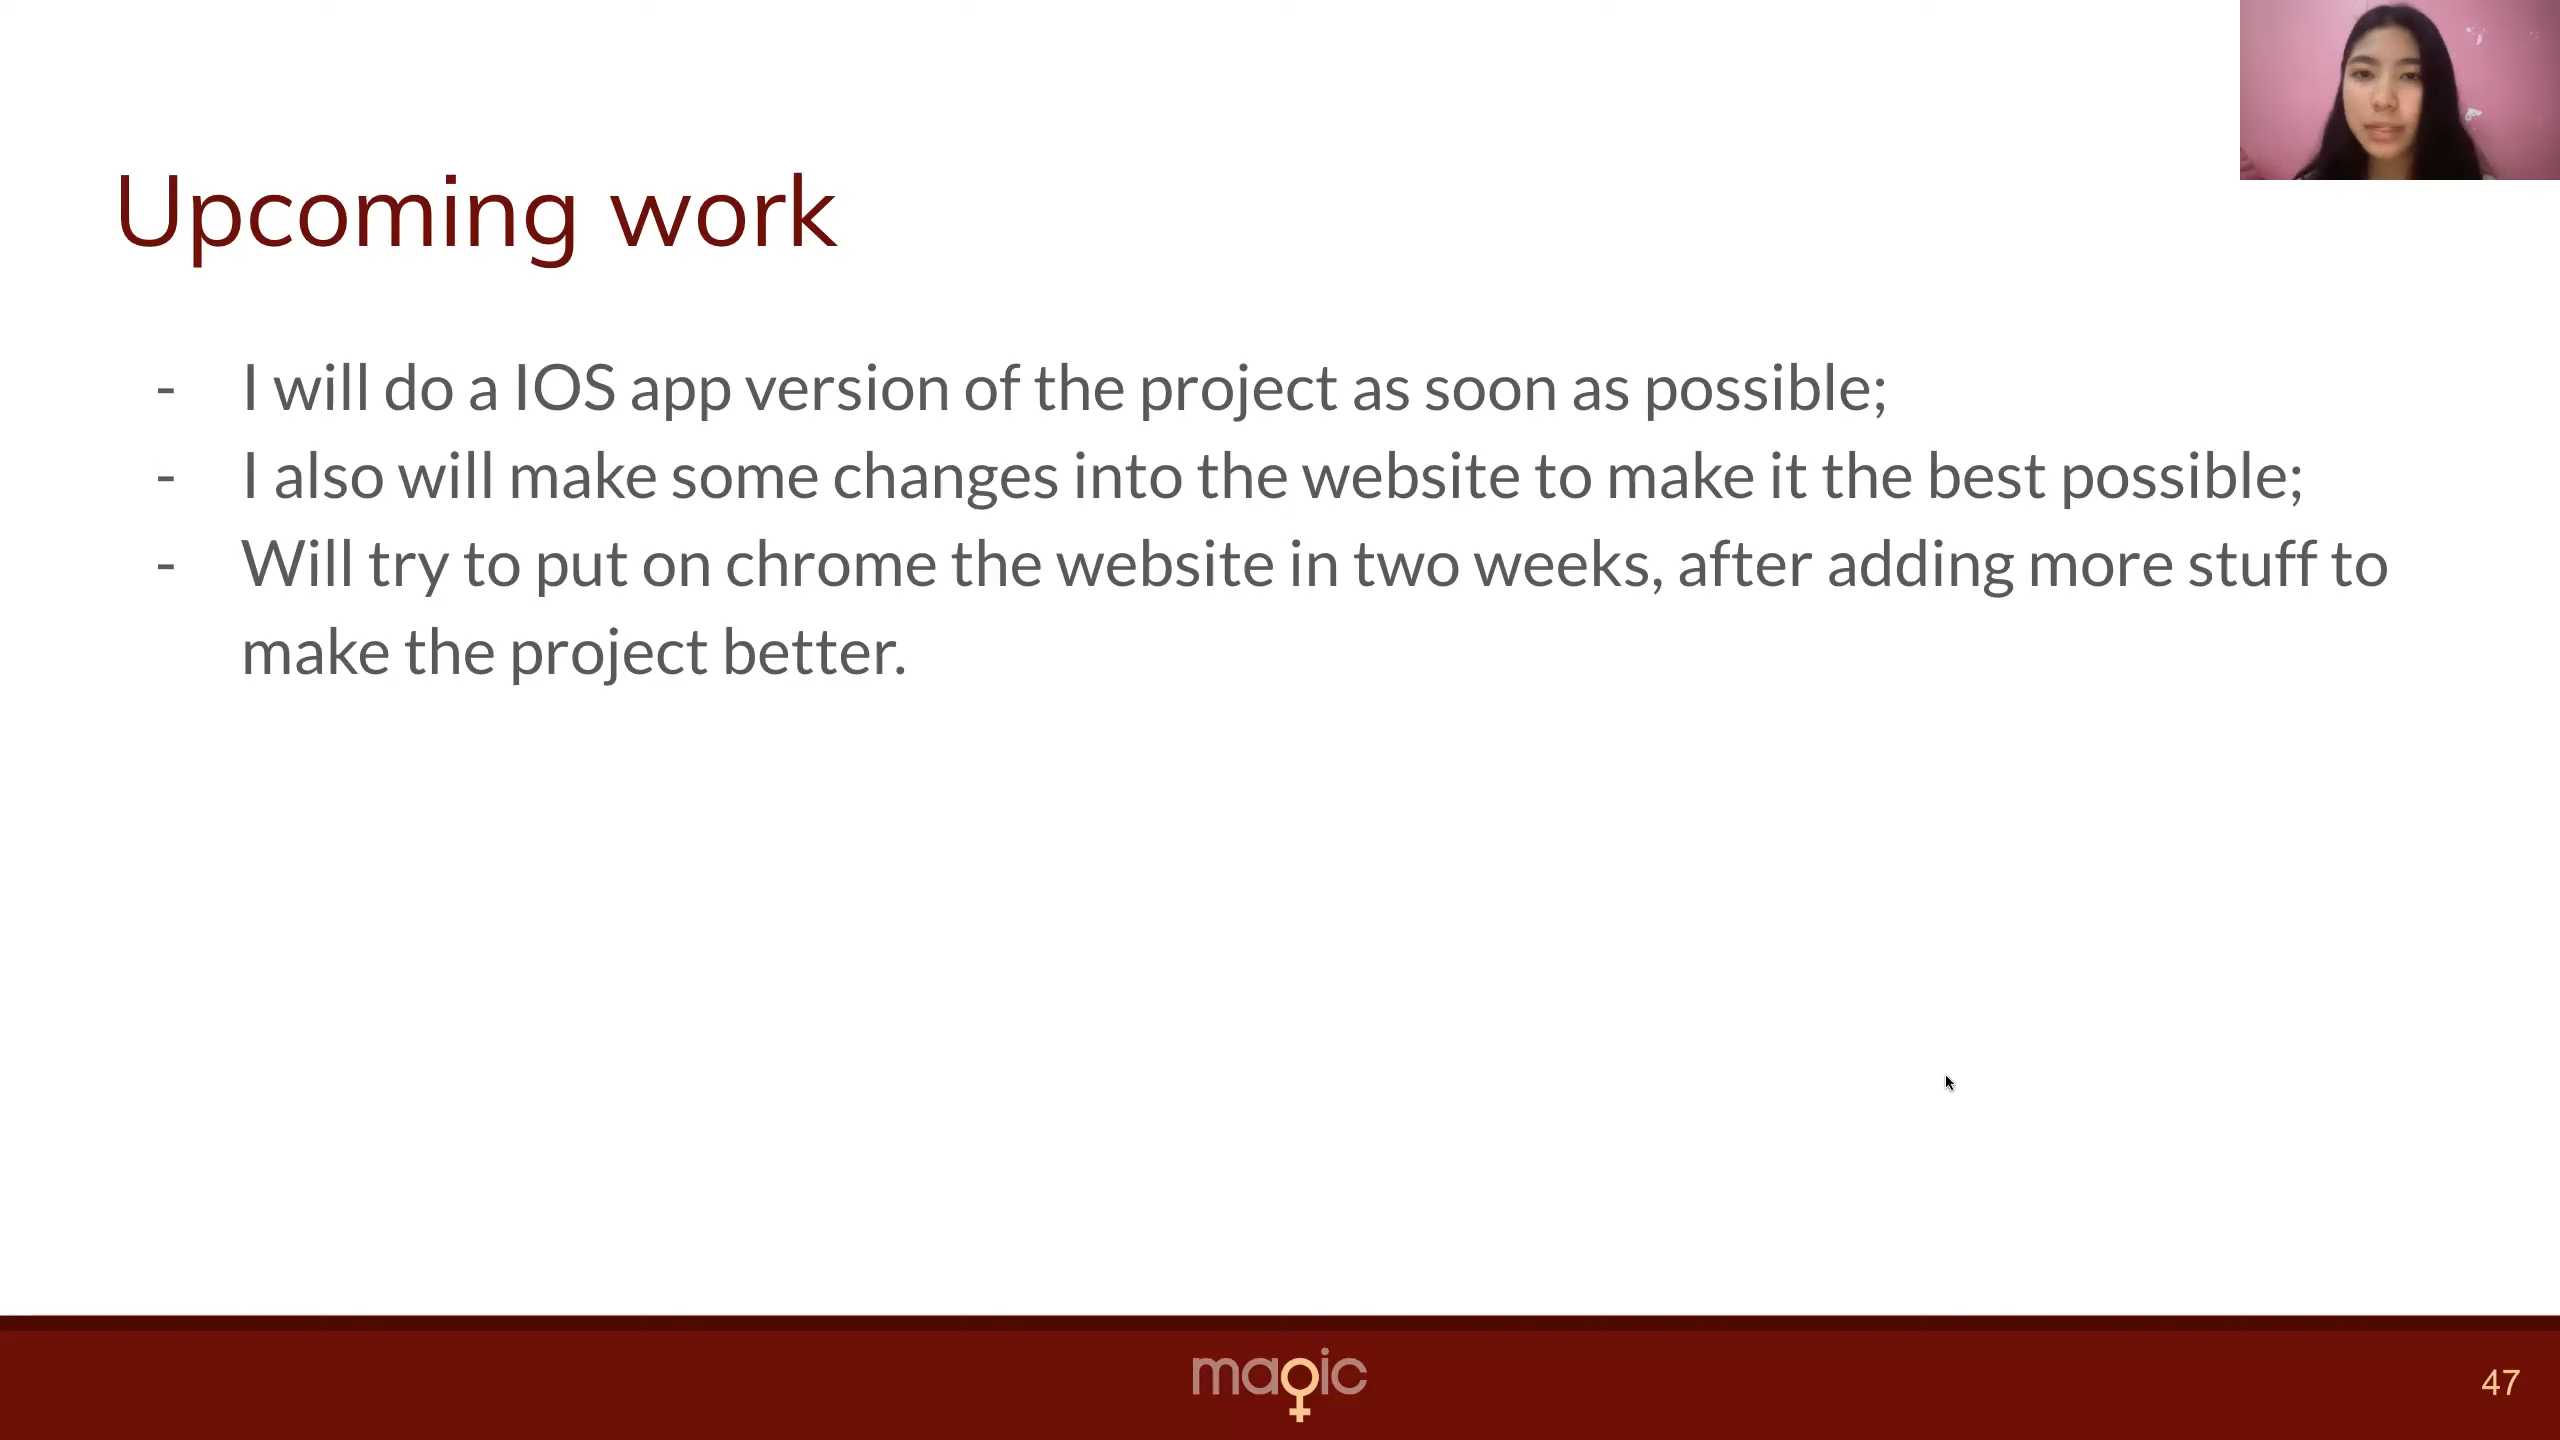 Upcoming work
- I will do a IOS app version of the project as soon as possible;
- I also will make some changes into the website to make it the best possible;
- Will try to put on chrome the website in two weeks, after adding more stuff to
make the project better.
magic
47